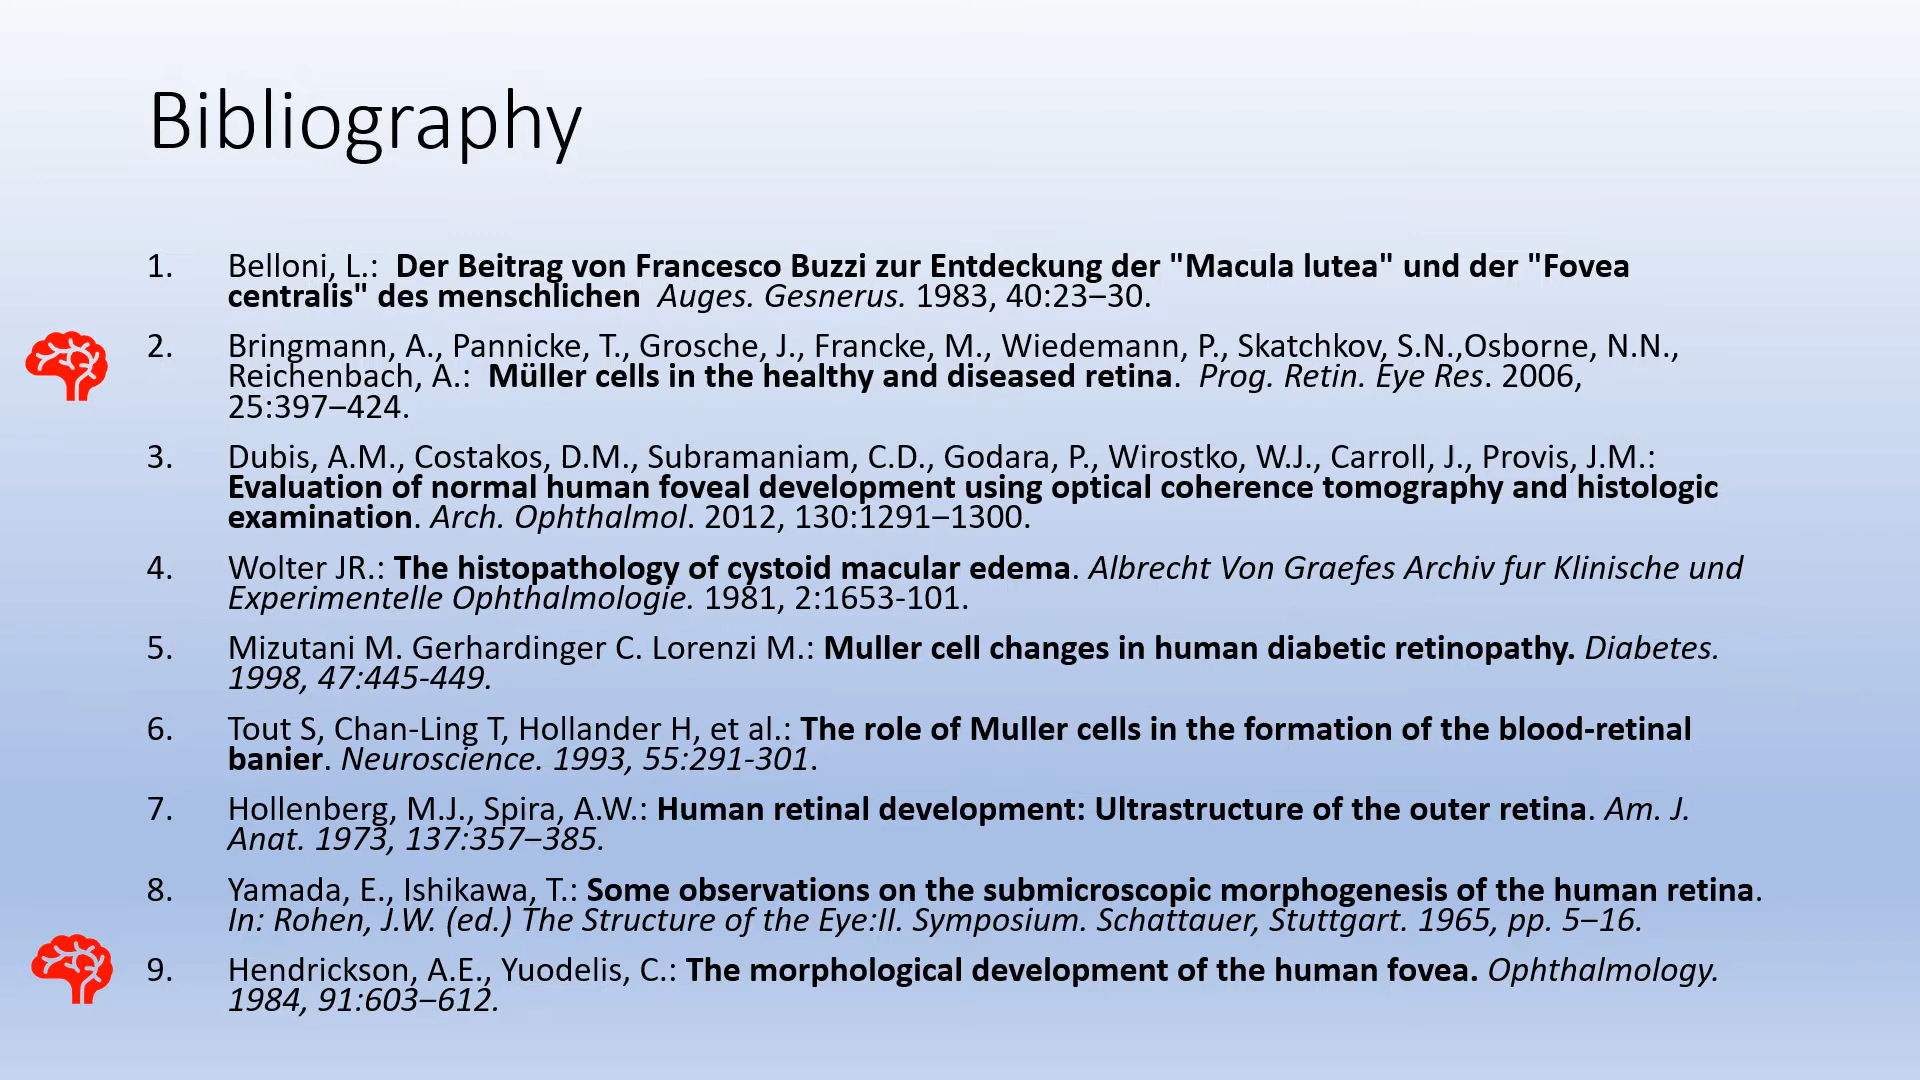 Bibliography
1. Belloni, L.: Der Beitrag von Francesco Buzzi zur Entdeckung der "Macula lutea" und der "Fovea
centralis" des menschlichen Auges. Gesnerus. 1983, 40:23–30.
2. Bringmann, A., Pannicke, T., Grosche, J., Francke, M., Wiedemann, P., Skatchkov, S.N.,Osborne, N.N.,
Reichenbach, A.: Müller cells in the healthy and diseased retina. Prog. Retin. Eye Res. 2006,
25:397–424.
3. Dubis, A.M., Costakos, D.M., Subramaniam, C.D., Godara, P., Wirostko, W.J., Carroll, J., Provis, J.M.:
Evaluation of normal human foveal development using optical coherence tomography and histologic
examination. Arch. Ophthalmol. 2012, 130:1291–1300.
4. Wolter JR.: The histopathology of cystoid macular edema. Albrecht Von Graefes Archiv fur Klinische und
Experimentelle Ophthalmologie. 1981, 2:1653-101.
5. Mizutani M. Gerhardinger C. Lorenzi M.: Muller cell changes in human diabetic retinopathy. Diabetes.
1998, 47:445-449.
6. Tout S, Chan-Ling T, Hollander H, et al.: The role of Muller cells in the formation of the blood-retinal
banier. Neuroscience. 1993, 55:291-301.
7. Hollenberg, M.J., Spira, A.W.: Human retinal development: Ultrastructure of the outer retina. Am. J.
Anat. 1973, 137:357–385.
8. Yamada, E., Ishikawa, T.: Some observations on the submicroscopic morphogenesis of the human retina.
In: Rohen, J.W. (ed.) The Structure of the Eye:II. Symposium. Schattauer, Stuttgart. 1965, pp. 5–16.
9. Hendrickson, A.E., Yuodelis, C.: The morphological development of the human fovea. Ophthalmology.
1984, 91:603–612.